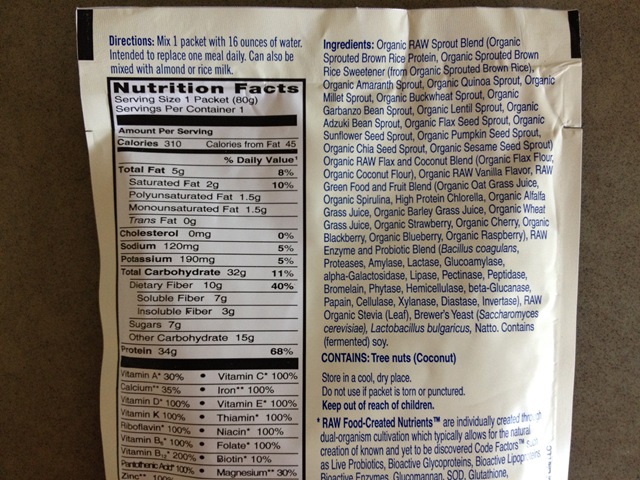 Directions: Mix 1 packet with 16 ounces of water.
Intended to replace one meal daily. Can also be
mixed with almond or rice milk.
Nutrition Facts
Serving Size 1 Packet (80g)
Servings Per Container 1
Amount Per Serving
Calories 310 Calories from Fat 45
% Daily Value†
Total Fat 5g 8%
Saturated Fat 2g 10%
Polyunsaturated Fat 1.5g
Monounsaturated Fat 1.5g
Trans Fat 0g
Cholesterol 0mg 0%
Sodium 120mg 5%
Potassium 190mg 5%
Total Carbohydrate 32g 11%
Dietary Fiber 10g 40%
Soluble Fiber 7g
Insoluble Fiber 3g
Sugars 7g
Other Carbohydrate 15g
Protein 34g 68%
Vitamin A* 30% • Vitamin C* 100%
Calcium** 35% • Iron** 100%
Vitamin D* 100% • Vitamin E* 100%
Vitamin K 100% • Thiamin* 100%
Riboflavin* 100% • Niacin* 100%
Vitamin B6* 100% • Folate* 100%
Vitamin B12* 200% • Biotin* 10%
Pantothenic Acid* 100% • Magnesium** 30%
Zinc** 100%
Ingredients: Organic RAW Sprout Blend (Organic
Sprouted Brown Rice Protein, Organic Sprouted Brown
Rice Sweetener (from Organic Sprouted Brown Rice),
Organic Amaranth Sprout, Organic Quinoa Sprout, Organic
Millet Sprout, Organic Buckwheat Sprout, Organic
Garbanzo Bean Sprout, Organic Lentil Sprout, Organic
Adzuki Bean Sprout, Organic Flax Seed Sprout, Organic
Sunflower Seed Sprout, Organic Pumpkin Seed Sprout,
Organic Chia Seed Sprout, Organic Sesame Seed Sprout)
Organic RAW Flax and Coconut Blend (Organic Flax Flour,
Organic Coconut Flour), Organic RAW Vanilla Flavor, RAW
Green Food and Fruit Blend (Organic Oat Grass Juice,
Organic Spirulina, High Protein Chlorella, Organic Alfalfa
Grass Juice, Organic Barley Grass Juice, Organic Wheat
Grass Juice, Organic Strawberry, Organic Cherry, Organic
Blackberry, Organic Blueberry, Organic Raspberry), RAW
Enzyme and Probiotic Blend (Bacillus coagulans,
Proteases, Amylase, Lactase, Glucoamylase,
alpha-Galactosidase, Lipase, Pectinase, Peptidase,
Bromelain, Phytase, Hemicellulase, beta-Glucanase,
Papain, Cellulase, Xylanase, Diastase, Invertase), RAW
Organic Stevia (Leaf), Brewer's Yeast (Saccharomyces
cerevisiae), Lactobacillus bulgaricus, Natto. Contains
(fermented) soy.
CONTAINS: Tree nuts (Coconut)
Store in a cool, dry place.
Do not use if packet is torn or punctured.
Keep out of reach of children.
* RAW Food-Created Nutrients™ are individually created through
dual-organism cultivation which typically allows for the natural
creation of known and yet to be discovered Code Factors™ such
as Live Probiotics, Bioactive Glycoproteins, Bioactive Lipoproteins
Bioactive Enzymes, Glucomannan, SOD, Glutathione,